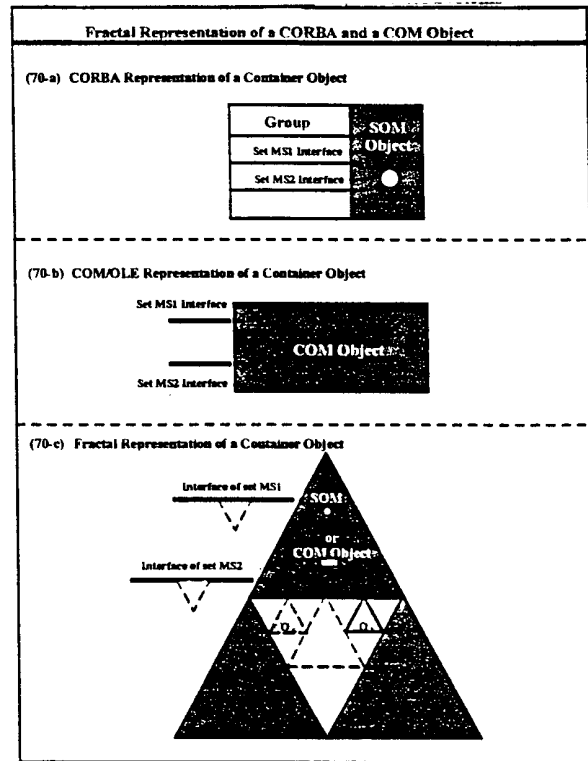 Fractal Representation of a CORBA and a COM Object
(70-a) CORBA Representation of a Container Object
Group
SOM
Object
Set MS1 Interface
Set MS2 Interface
(70-b) COM/OLE Representation of a Container Object
Set MS1 Interface
COM Object
Set MS2 Interface
(70-c) Fractal Representation of a Container Object
Interface of set MS1
SOM
or
COM Object
Interface of set MS2